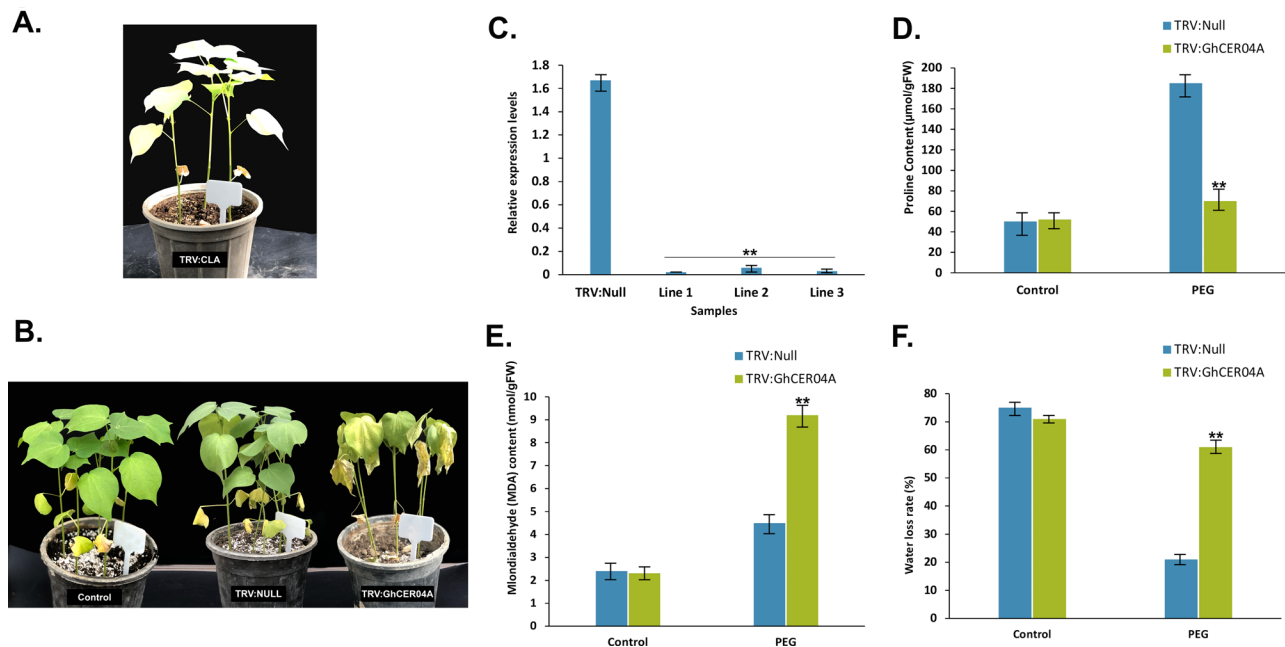 A.
TRV:CLA
B.
Control
TRV:NULL
TRV:GhCER04A
C.
Relative expression levels
1.8
1.6
1.4
1.2
1
0.8
0.6
0.4
0.2
0
**
TRV:Null
Line 1
Line 2
Line 3
Samples
D.
TRV:Null
TRV:GhCER04A
Proline Content (µmol/gFW)
200
180
160
140
120
100
80
60
40
20
0
**
Control
PEG
E.
TRV:Null
TRV:GhCER04A
Mlondialdehyde (MDA) content (nmol/gFW)
10
9
8
7
6
5
4
3
2
1
0
**
Control
PEG
F.
TRV:Null
TRV:GhCER04A
Water loss rate (%)
80
70
60
50
40
30
20
10
0
**
Control
PEG